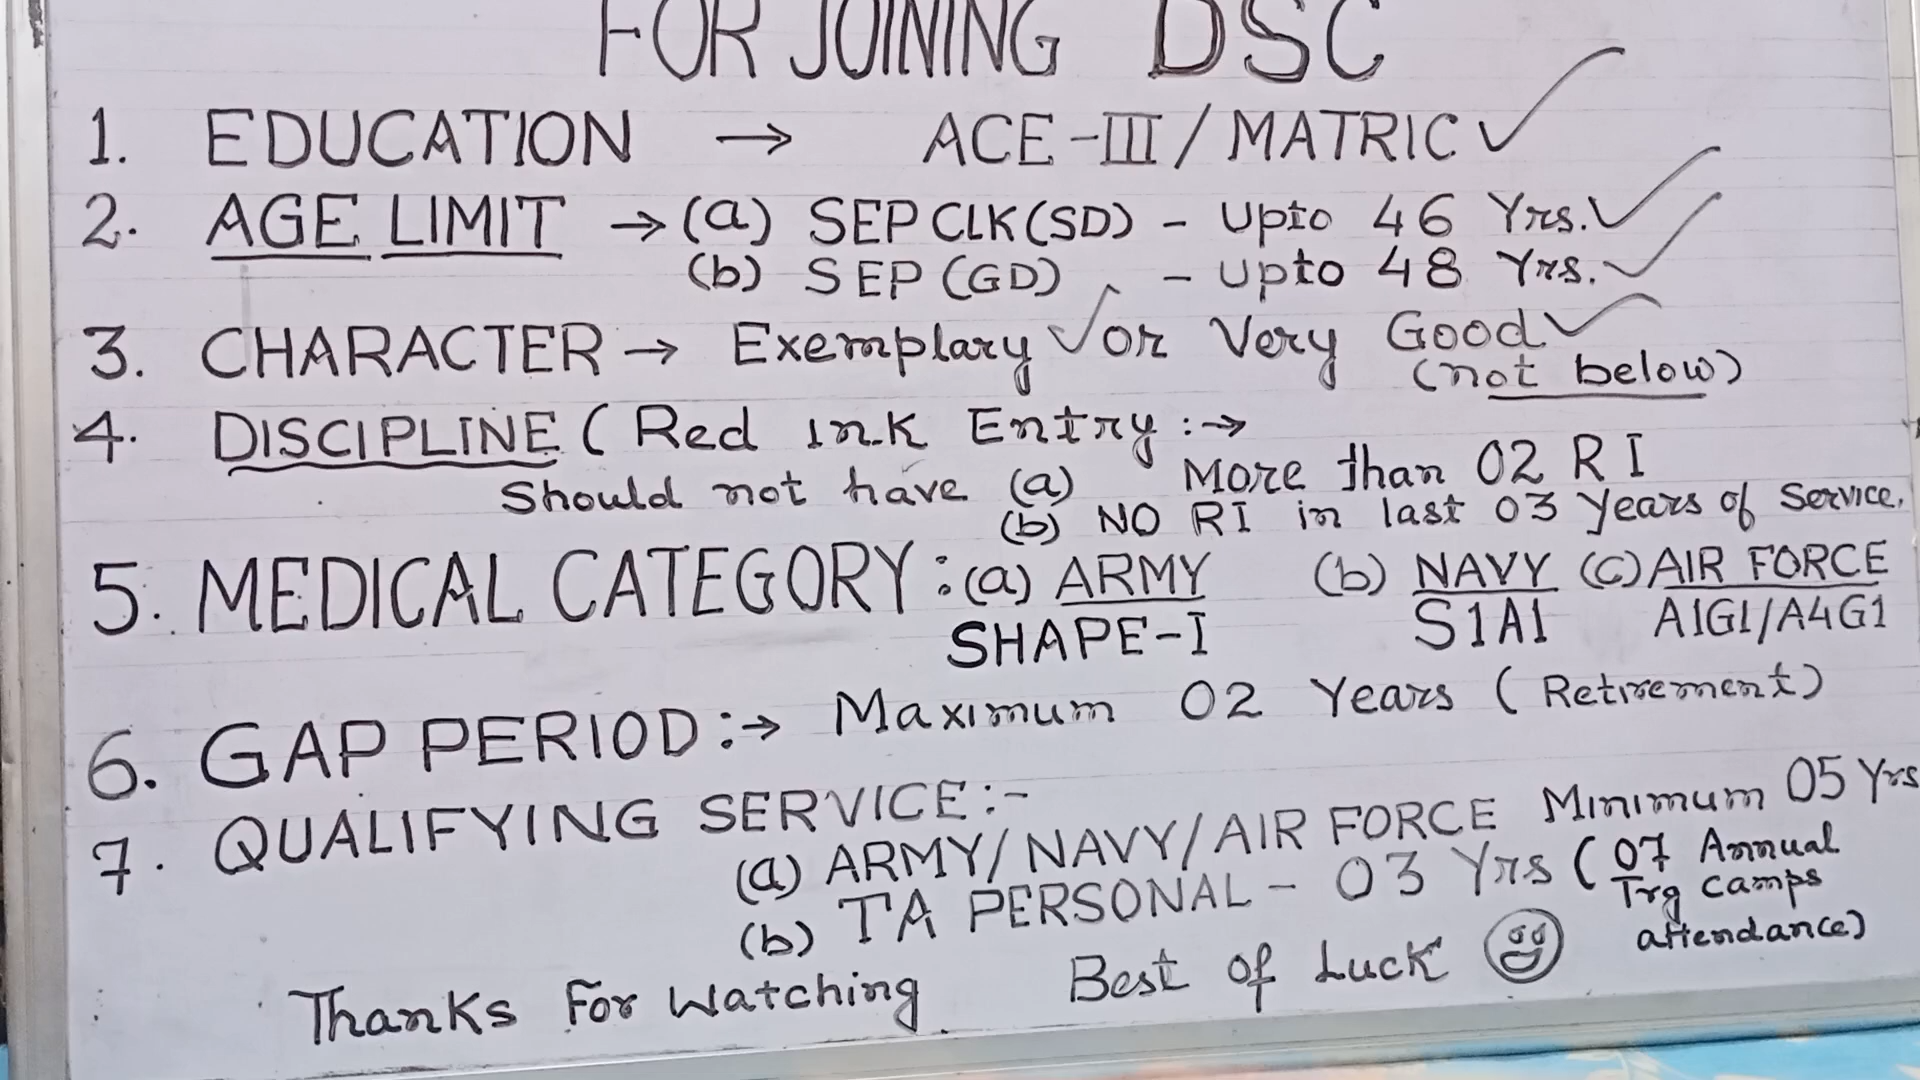 FOR JOINING DSC
1. EDUCATION → ACE-III/MATRIC ✓
2. AGE LIMIT → (a) SEP CLK (SD) - Upto 46 Yrs. ✓
(b) SEP (GD) - Upto 48 Yrs. ✓
3. CHARACTER → Exemplary ✓ or Very Good ✓
(not below)
4. DISCIPLINE (Red Ink Entry :→
Should not have (a) More than 02 RI
(b) NO RI in last 03 Years of Service.
5. MEDICAL CATEGORY : (a) ARMY (b) NAVY (C) AIR FORCE
SHAPE-I S1A1 A1G1/A4G1
6. GAP PERIOD :→ Maximum 02 Years (Retirement)
7. QUALIFYING SERVICE :-
(a) ARMY/NAVY/AIR FORCE Minimum 05 Yrs
(b) TA PERSONAL - 03 Yrs (07 Annual
Trg Camps
attendance)
Thanks For Watching Best of Luck